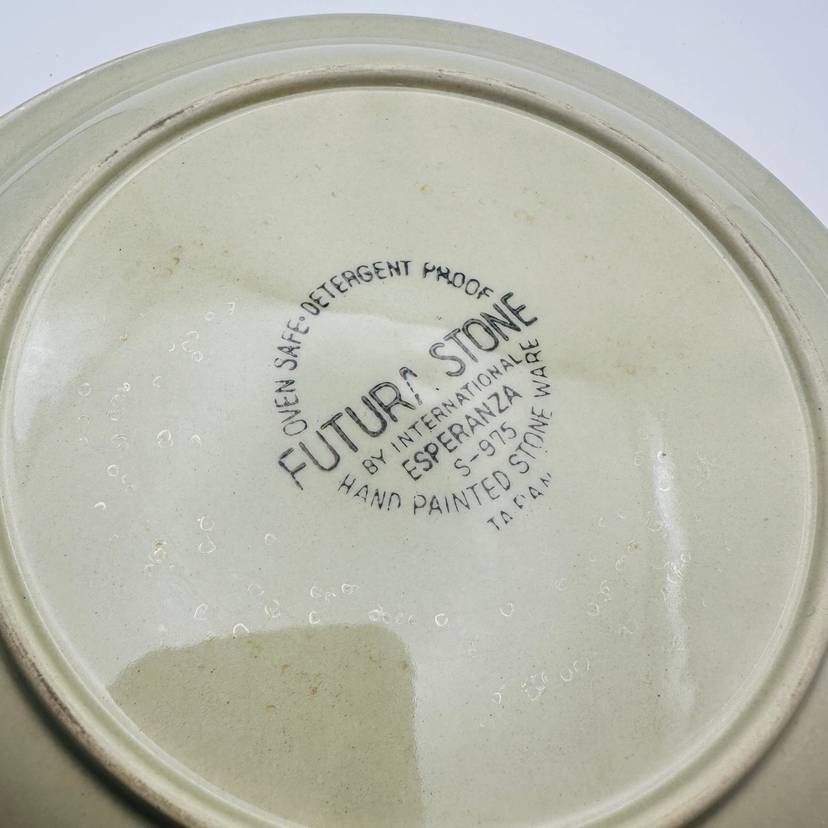 OVEN SAFE·DETERGENT PROOF
FUTURA STONE
BY INTERNATIONAL
ESPERANZA
S-975
HAND PAINTED STONE WARE
JAPAN